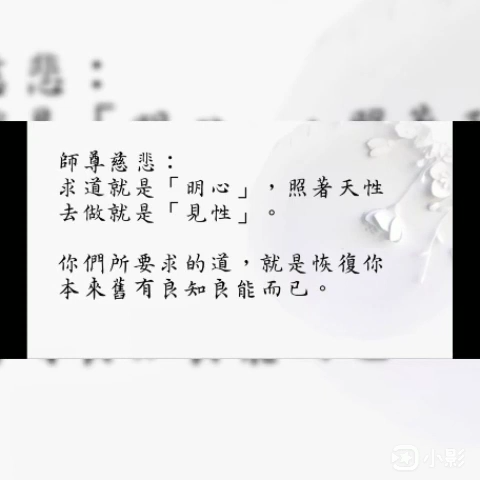 師尊慈悲：
求道就是「明心」，照著天性
去做就是「見性」。
你們所要求的道，就是恢復你
本來舊有良知良能而已。
小影